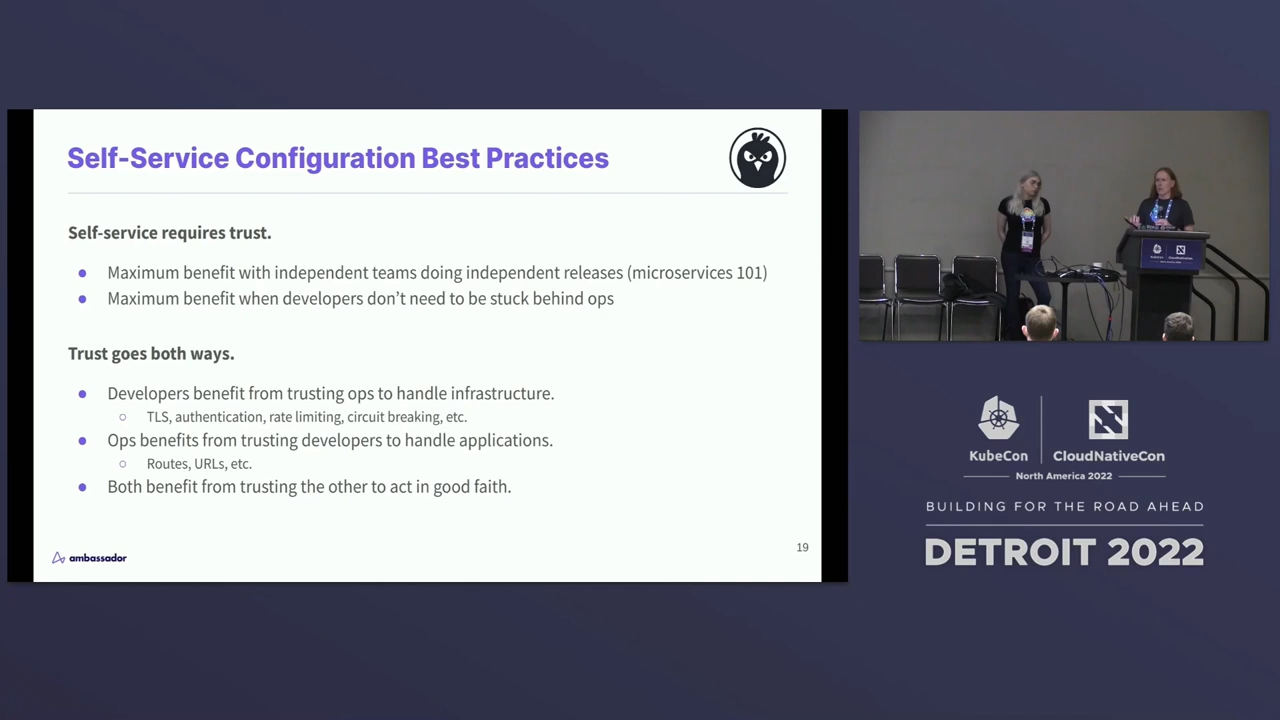 Self-Service Configuration Best Practices
Self-service requires trust.
● Maximum benefit with independent teams doing independent releases (microservices 101)
● Maximum benefit when developers don’t need to be stuck behind ops
Trust goes both ways.
● Developers benefit from trusting ops to handle infrastructure.
○ TLS, authentication, rate limiting, circuit breaking, etc.
● Ops benefits from trusting developers to handle applications.
○ Routes, URLs, etc.
● Both benefit from trusting the other to act in good faith.
ambassador
19
KubeCon
CloudNativeCon
North America 2022
BUILDING FOR THE ROAD AHEAD
DETROIT 2022